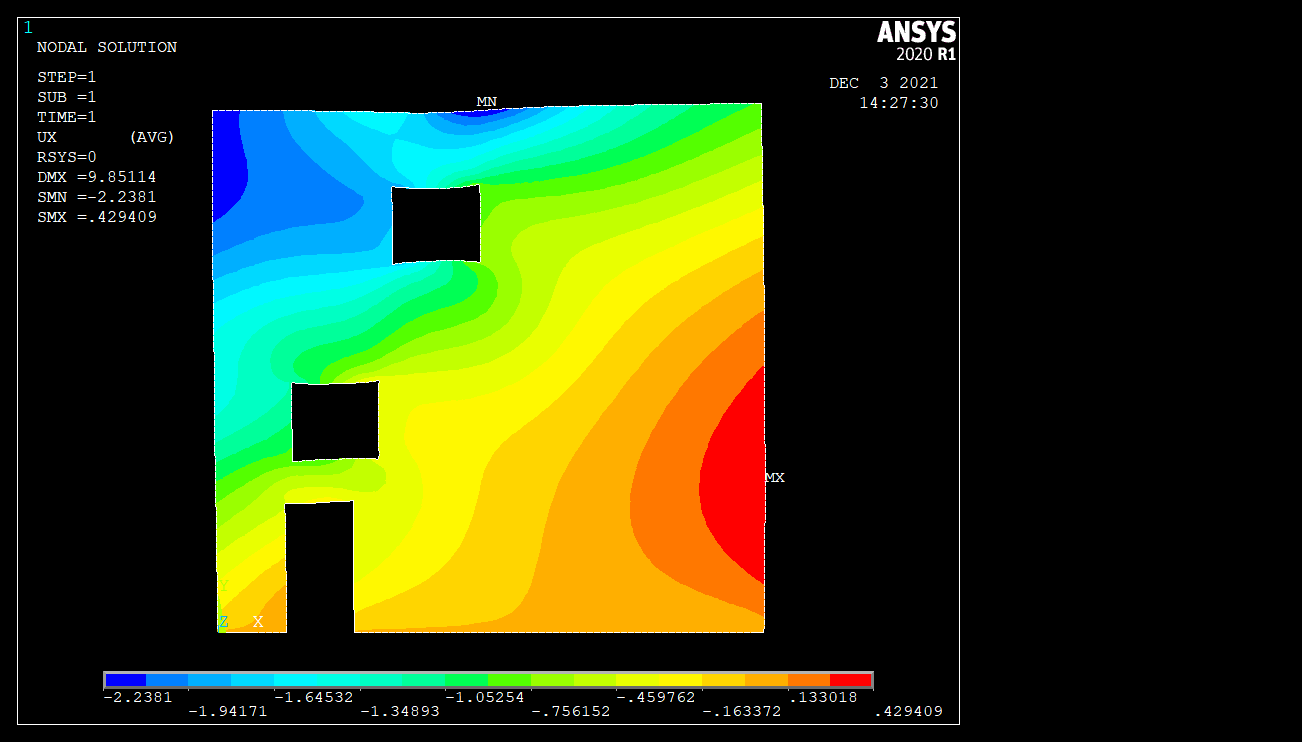 1
NODAL SOLUTION
STEP=1
SUB =1
TIME=1
UX (AVG)
RSYS=0
DMX =9.85114
SMN =-2.2381
SMX =.429409
ANSYS
2020 R1
DEC 3 2021
14:27:30
MN
MX
Y
Z X
-2.2381 -1.64532 -1.05254 -.459762 .133018
-1.94171 -1.34893 -.756152 -.163372 .429409